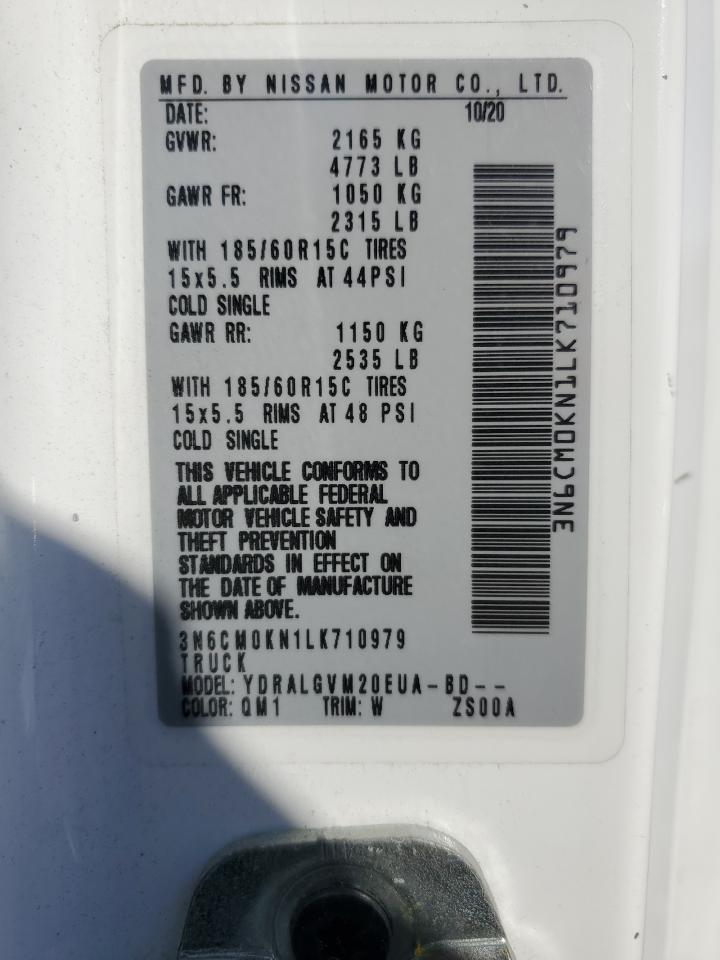 MFD. BY NISSAN MOTOR CO., LTD.
DATE: 10/20
GVWR: 2165 KG
4773 LB
GAWR FR: 1050 KG
2315 LB
WITH 185/60R15C TIRES
15x5.5 RIMS AT 44PSI
COLD SINGLE
GAWR RR: 1150 KG
2535 LB
WITH 185/60R15C TIRES
15x5.5 RIMS AT 48 PSI
COLD SINGLE
THIS VEHICLE CONFORMS TO
ALL APPLICABLE FEDERAL
MOTOR VEHICLE SAFETY AND
THEFT PREVENTION
STANDARDS IN EFFECT ON
THE DATE OF MANUFACTURE
SHOWN ABOVE.
3N6CM0KN1LK710979
TRUCK
MODEL: YDRALGVM20EUA-BD--
COLOR: QM1 TRIM: W ZS00A
3N6CM0KN1LK710979